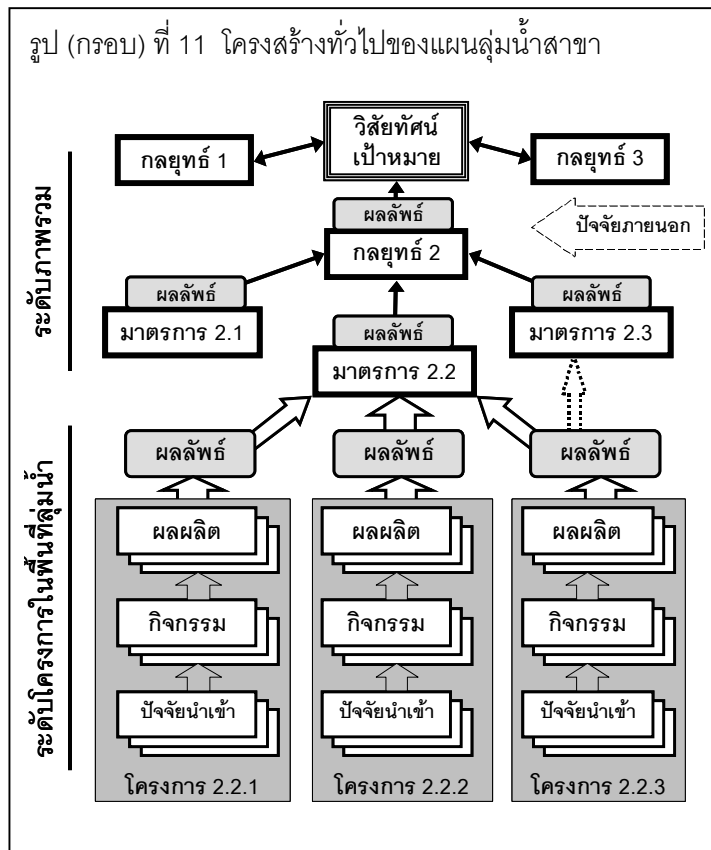 รูป (กรอบ) ที่ 11 โครงสร้างทั่วไปของแผนลุ่มน้ำสาขา
วิสัยทัศน์
เป้าหมาย
กลยุทธ์ 1
กลยุทธ์ 3
ผลลัพธ์
กลยุทธ์ 2
ปัจจัยภายนอก
ระดับภาพรวม
ผลลัพธ์
มาตรการ 2.1
ผลลัพธ์
มาตรการ 2.2
ผลลัพธ์
มาตรการ 2.3
ระดับโครงการในพื้นที่ลุ่มน้ำ
ผลลัพธ์
ผลลัพธ์
ผลลัพธ์
ผลผลิต
ผลผลิต
ผลผลิต
กิจกรรม
กิจกรรม
กิจกรรม
ปัจจัยนำเข้า
ปัจจัยนำเข้า
ปัจจัยนำเข้า
โครงการ 2.2.1
โครงการ 2.2.2
โครงการ 2.2.3